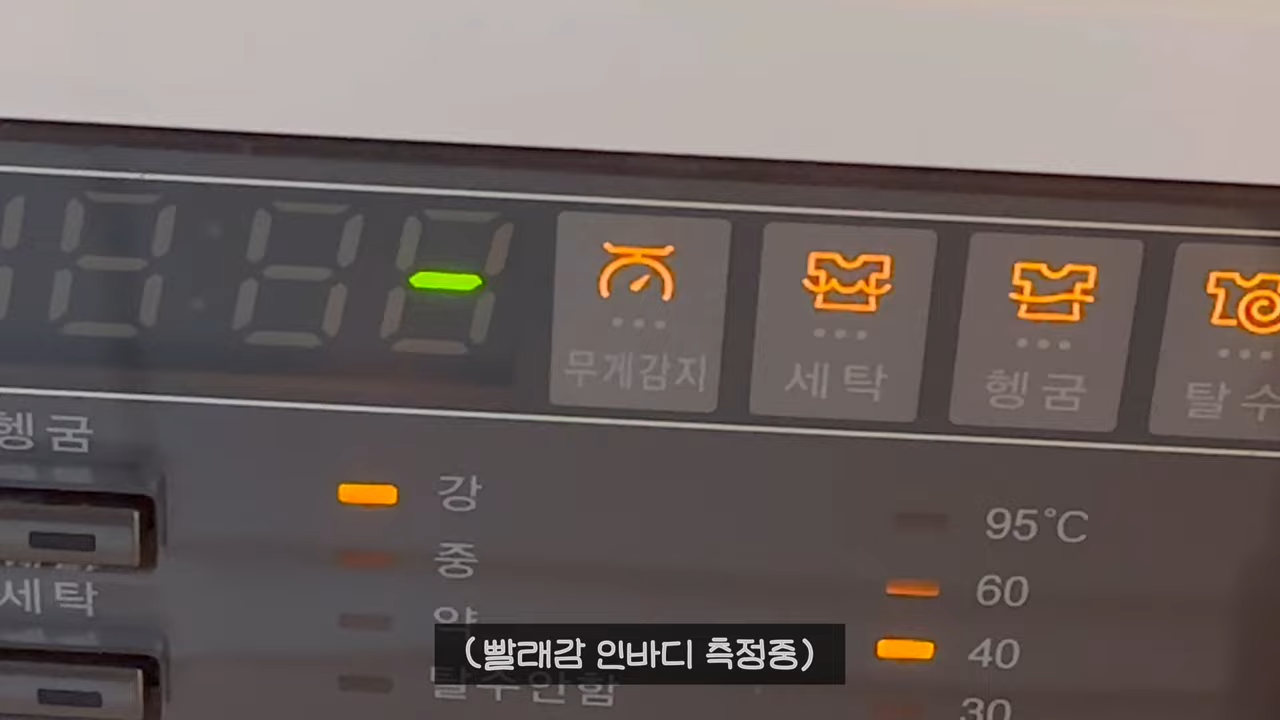 무게감지
세탁
헹굼
탈수
헹굼
강
95°C
중
60
세탁
약
40
(빨래감 인바디 측정중)
탈수안함
30